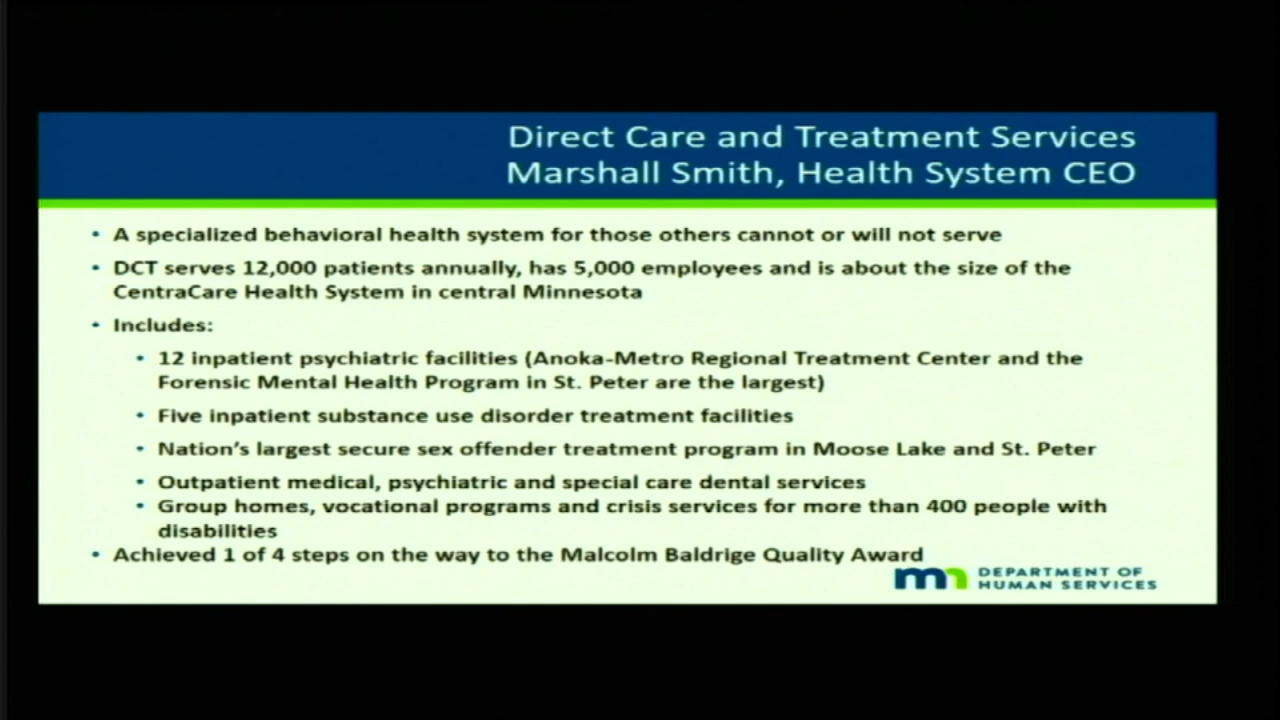 Direct Care and Treatment Services
Marshall Smith, Health System CEO
• A specialized behavioral health system for those others cannot or will not serve
• DCT serves 12,000 patients annually, has 5,000 employees and is about the size of the
CentraCare Health System in central Minnesota
• Includes:
• 12 inpatient psychiatric facilities (Anoka-Metro Regional Treatment Center and the
Forensic Mental Health Program in St. Peter are the largest)
• Five inpatient substance use disorder treatment facilities
• Nation's largest secure sex offender treatment program in Moose Lake and St. Peter
• Outpatient medical, psychiatric and special care dental services
• Group homes, vocational programs and crisis services for more than 400 people with
disabilities
• Achieved 1 of 4 steps on the way to the Malcolm Baldrige Quality Award
mn DEPARTMENT OF
HUMAN SERVICES